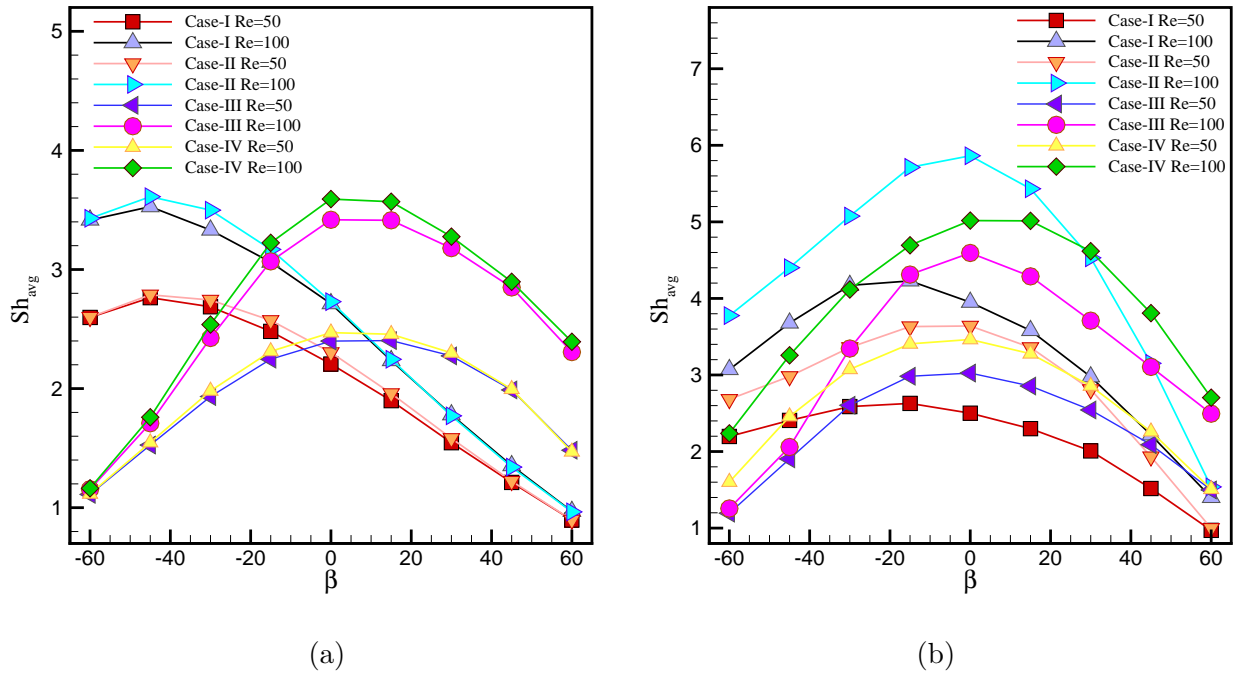 5
4
3
2
1
Sh_avg
-60
-40
-20
0
20
40
60
β
Case-I Re=50
Case-I Re=100
Case-II Re=50
Case-II Re=100
Case-III Re=50
Case-III Re=100
Case-IV Re=50
Case-IV Re=100
(a)
7
6
5
4
3
2
1
Sh_avg
-60
-40
-20
0
20
40
60
β
Case-I Re=50
Case-I Re=100
Case-II Re=50
Case-II Re=100
Case-III Re=50
Case-III Re=100
Case-IV Re=50
Case-IV Re=100
(b)